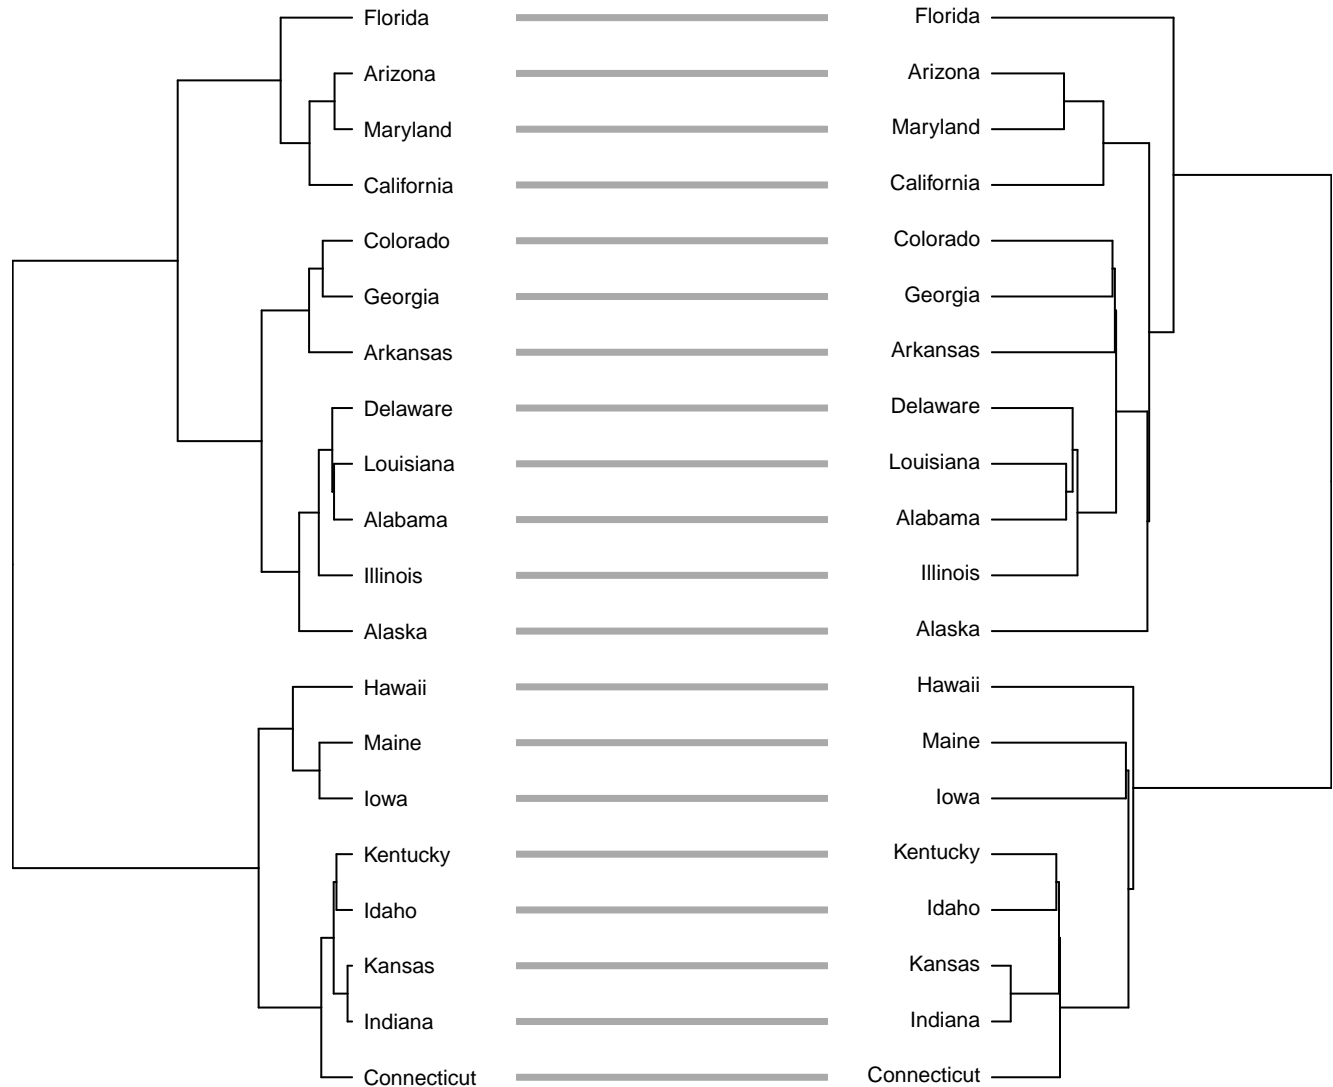 Florida Florida
Arizona Arizona
Maryland Maryland
California California
Colorado Colorado
Georgia Georgia
Arkansas Arkansas
Delaware Delaware
Louisiana Louisiana
Alabama Alabama
Illinois Illinois
Alaska Alaska
Hawaii Hawaii
Maine Maine
Iowa Iowa
Kentucky Kentucky
Idaho Idaho
Kansas Kansas
Indiana Indiana
Connecticut Connecticut